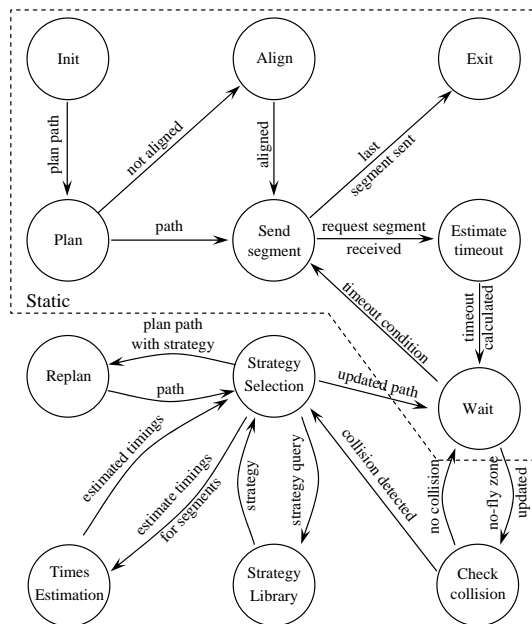 Init
Align
Exit
plan path
not aligned
aligned
last
segment sent
Plan
path
Send
segment
request segment
received
Estimate
timeout
Static
timeout condition
timeout
calculated
plan path
with strategy
Replan
path
Strategy
Selection
updated path
Wait
estimated timings
estimate timings
for segments
strategy
strategy query
collision detected
no collision
no-fly zone
updated
Times
Estimation
Strategy
Library
Check
collision